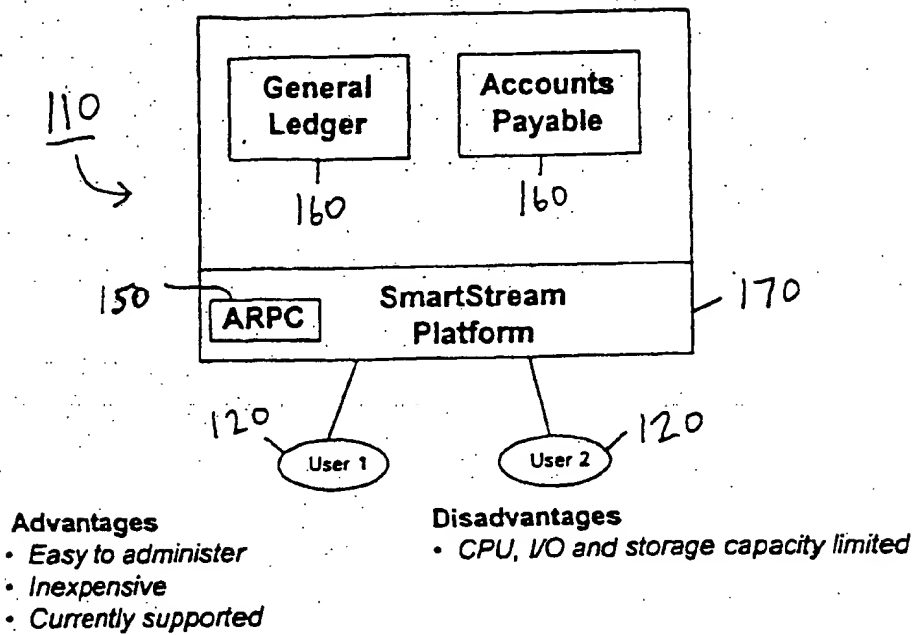 General
Ledger
Accounts
Payable
110
160
160
150
ARPC
SmartStream
Platform
170
120
User 1
User 2
120
Advantages
• Easy to administer
• Inexpensive
• Currently supported
Disadvantages
• CPU, I/O and storage capacity limited